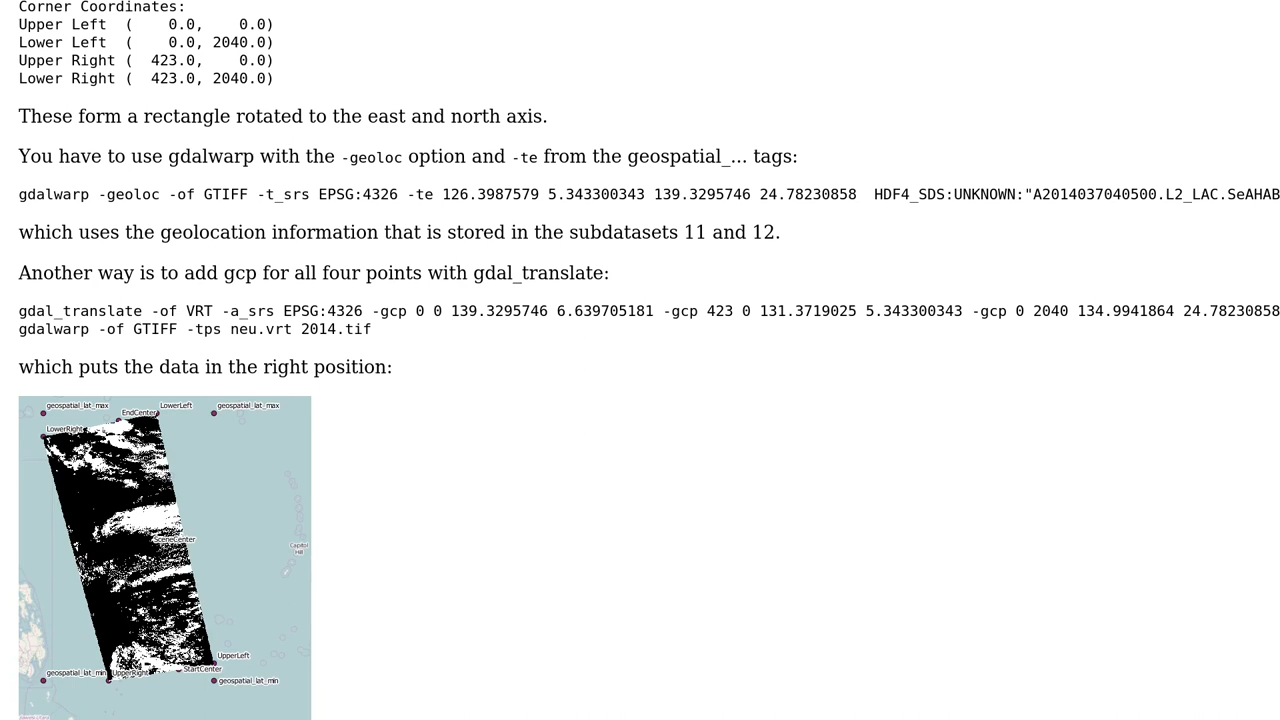 Corner Coordinates:
Upper Left  (    0.0,    0.0)
Lower Left  (    0.0, 2040.0)
Upper Right (  423.0,    0.0)
Lower Right (  423.0, 2040.0)
These form a rectangle rotated to the east and north axis.
You have to use gdalwarp with the -geoloc option and -te from the geospatial_... tags:
gdalwarp -geoloc -of GTIFF -t_srs EPSG:4326 -te 126.3987579 5.343300343 139.3295746 24.78230858  HDF4_SDS:UNKNOWN:"A2014037040500.L2_LAC.SeAHAB
which uses the geolocation information that is stored in the subdatasets 11 and 12.
Another way is to add gcp for all four points with gdal_translate:
gdal_translate -of VRT -a_srs EPSG:4326 -gcp 0 0 139.3295746 6.639705181 -gcp 423 0 131.3719025 5.343300343 -gcp 0 2040 134.9941864 24.78230858
gdalwarp -of GTIFF -tps neu.vrt 2014.tif
which puts the data in the right position:
geospatial_lat_max
LowerLeft
geospatial_lat_max
EndCenter
LowerRight
SceneCenter
Capitol
Hill
UpperLeft
StartCenter
geospatial_lat_min
UpperRight
geospatial_lat_min